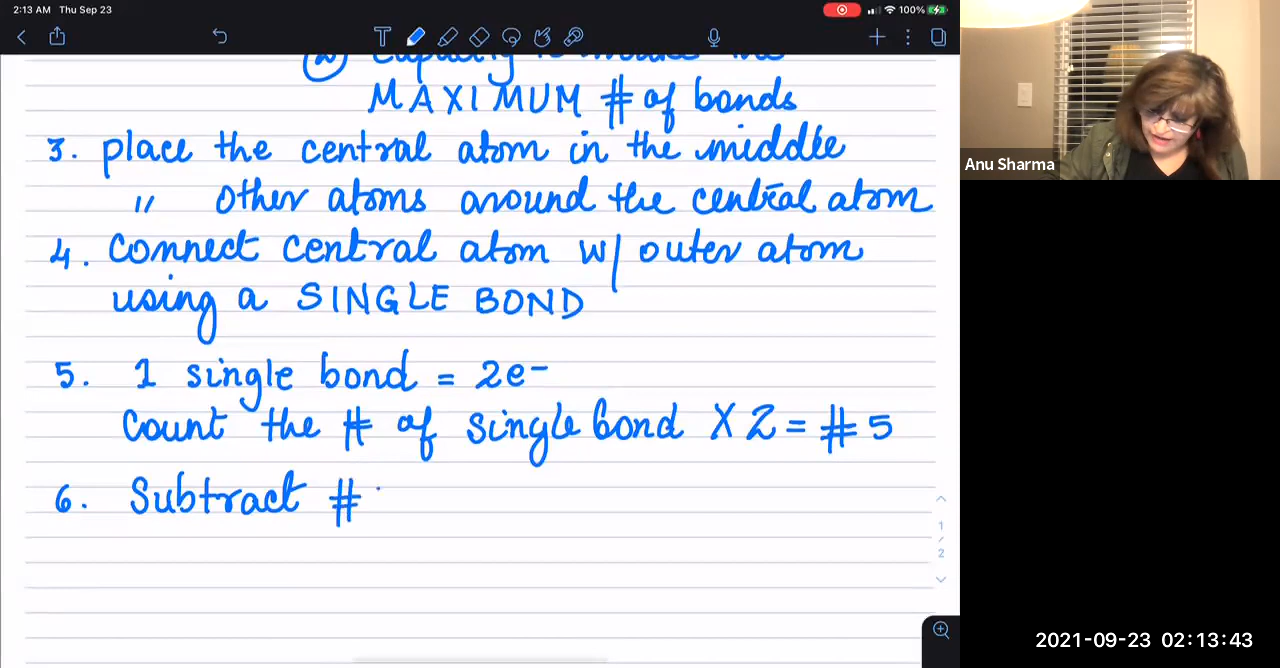 2:13 AM Thu Sep 23
100%
MAXIMUM # of bonds
3. place the central atom in the middle
" other atoms around the central atom
4. Connect central atom w/ outer atom
using a SINGLE BOND
5. 1 single bond = 2e-
Count the # of single bond X 2 = # 5
6. Subtract #
1
/
2
Anu Sharma
2021-09-23 02:13:43